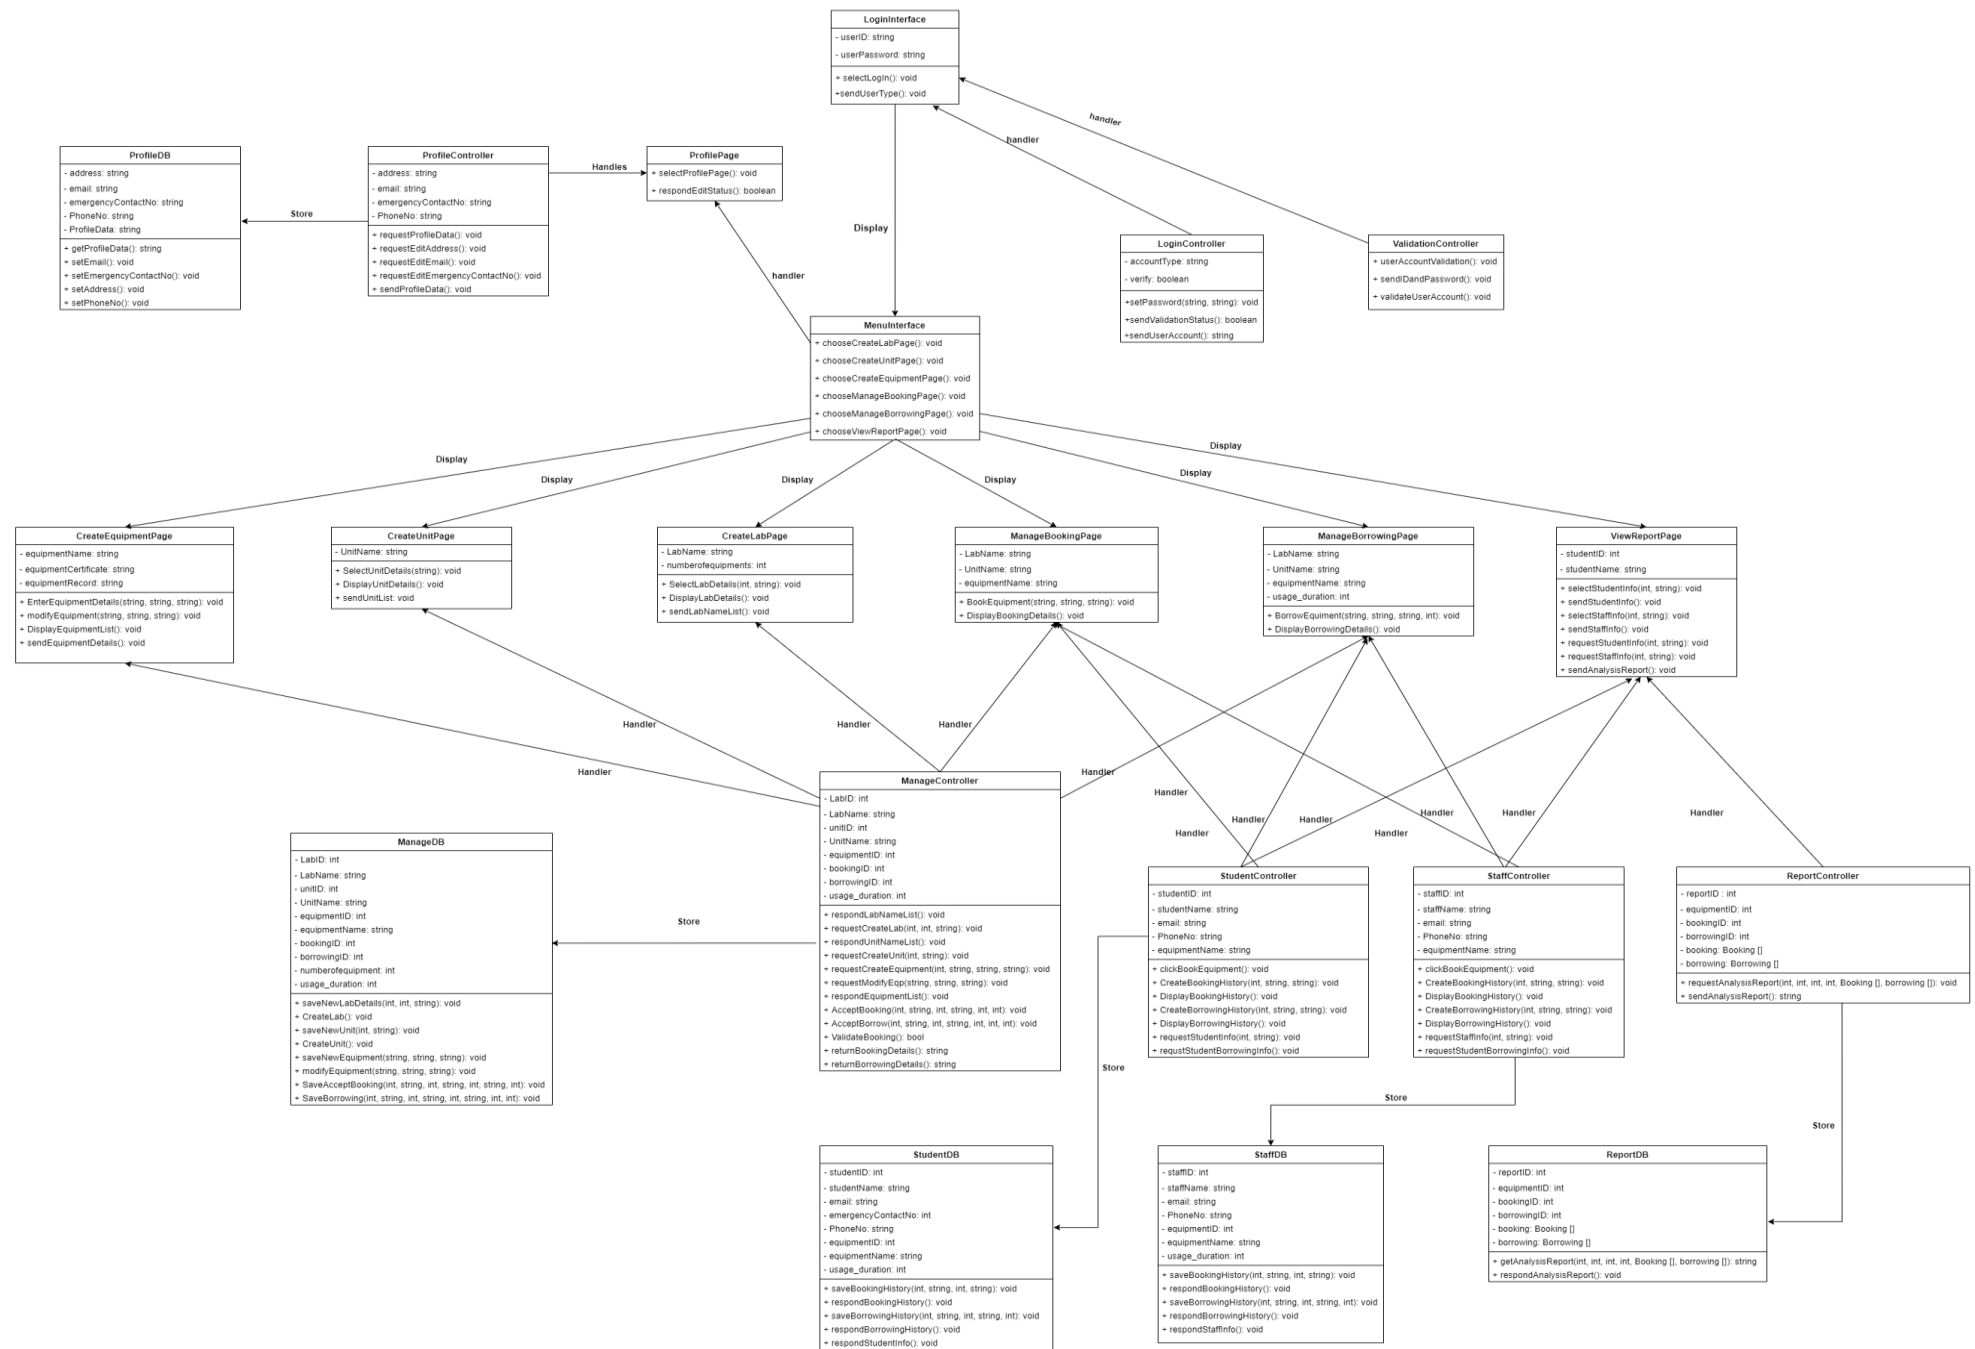 LoginInterface
- userID: string
- userPassword: string
+ selectLogIn(): void
+sendUserType(): void
handler
handler
Display
ProfileDB
- address: string
- email: string
- emergencyContactNo: string
- PhoneNo: string
- ProfileData: string
+ getProfileData(): string
+ setEmail(): void
+ setEmergencyContactNo(): void
+ setAddress(): void
+ setPhoneNo(): void
Store
ProfileController
- address: string
- email: string
- emergencyContactNo: string
- PhoneNo: string
+ requestProfileData(): void
+ requestEditAddress(): void
+ requestEditEmail(): void
+ requestEditEmergencyContactNo(): void
+ sendProfileData(): void
Handles
ProfilePage
+ selectProfilePage(): void
+ respondEditStatus(): boolean
handler
LoginController
- accountType: string
- verify: boolean
+setPassword(string, string): void
+sendValidationStatus(): boolean
+sendUserAccount(): string
ValidationController
+ userAccountValidation(): void
+ sendIDandPassword(): void
+ validateUserAccount(): void
MenuInterface
+ chooseCreateLabPage(): void
+ chooseCreateUnitPage(): void
+ chooseCreateEquipmentPage(): void
+ chooseManageBookingPage(): void
+ chooseManageBorrowingPage(): void
+ chooseViewReportPage(): void
Display
Display
Display
Display
Display
Display
CreateEquipmentPage
- equipmentName: string
- equipmentCertificate: string
- equipmentRecord: string
+ EnterEquipmentDetails(string, string, string): void
+ modifyEquipment(string, string, string): void
+ DisplayEquipmentList(): void
+ sendEquipmentDetails(): void
CreateUnitPage
- UnitName: string
+ SelectUnitDetails(string): void
+ DisplayUnitDetails(): void
+ sendUnitList: void
CreateLabPage
- LabName: string
- numberofequipments: int
+ SelectLabDetails(int, string): void
+ DisplayLabDetails(): void
+ sendLabNameList(): void
ManageBookingPage
- LabName: string
- UnitName: string
- equipmentName: string
+ BookEquipment(string, string, string): void
+ DisplayBookingDetails(): void
ManageBorrowingPage
- LabName: string
- UnitName: string
- equipmentName: string
- usage_duration: int
+ BorrowEquiment(string, string, string, int): void
+ DisplayBorrowingDetails(): void
ViewReportPage
- studentID: int
- studentName: string
+ selectStudentInfo(int, string): void
+ sendStudentInfo(): void
+ selectStaffInfo(int, string): void
+ sendStaffInfo(): void
+ requestStudentInfo(int, string): void
+ requestStaffInfo(int, string): void
+ sendAnalysisReport(): void
Handler
Handler
Handler
Handler
Handler
Handler
Handler
Handler
Handler
Handler
Handler
Handler
Handler
ManageController
- LabID: int
- LabName: string
- unitID: int
- UnitName: string
- equipmentID: int
- bookingID: int
- borrowingID: int
- usage_duration: int
+ respondLabNameList(): void
+ requestCreateLab(int, int, string): void
+ respondUnitNameList(): void
+ requestCreateUnit(int, string): void
+ requestCreateEquipment(int, string, string, string): void
+ requestModifyEqp(string, string, string): void
+ respondEquipmentList(): void
+ AcceptBooking(int, string, int, string, int, int): void
+ AcceptBorrow(int, string, int, string, int, int, int): void
+ ValidateBooking(): bool
+ returnBookingDetails(): string
+ returnBorrowingDetails(): string
Store
ManageDB
- LabID: int
- LabName: string
- unitID: int
- UnitName: string
- equipmentID: int
- equipmentName: string
- bookingID: int
- borrowingID: int
- numberofequipment: int
- usage_duration: int
+ saveNewLabDetails(int, int, string): void
+ CreateLab(): void
+ saveNewUnit(int, string): void
+ CreateUnit(): void
+ saveNewEquipment(string, string, string): void
+ modifyEquipment(string, string, string): void
+ SaveAcceptBooking(int, string, int, string, int, string, int): void
+ SaveBorrowing(int, string, int, string, int, string, int, int): void
StudentController
- studentID: int
- studentName: string
- email: string
- PhoneNo: string
- equipmentName: string
+ clickBookEquipment(): void
+ CreateBookingHistory(int, string, string): void
+ DisplayBookingHistory(): void
+ CreateBorrowingHistory(int, string, string): void
+ DisplayBorrowingHistory(): void
+ requestStudentInfo(int, string): void
+ requstStudentBorrowingInfo(): void
StaffController
- staffID: int
- staffName: string
- email: string
- PhoneNo: string
- equipmentName: string
+ clickBookEquipment(): void
+ CreateBookingHistory(int, string, string): void
+ DisplayBookingHistory(): void
+ CreateBorrowingHistory(int, string, string): void
+ DisplayBorrowingHistory(): void
+ requestStaffInfo(int, string): void
+ requestStudentBorrowingInfo(): void
ReportController
- reportID : int
- equipmentID: int
- bookingID: int
- borrowingID: int
- booking: Booking []
- borrowing: Borrowing []
+ requestAnalysisReport(int, int, int, int, Booking [], borrowing []): void
+ sendAnalysisReport(): string
Store
Store
Store
StudentDB
- studentID: int
- studentName: string
- email: string
- emergencyContactNo: int
- PhoneNo: string
- equipmentID: int
- equipmentName: string
- usage_duration: int
+ saveBookingHistory(int, string, int, string): void
+ respondBookingHistory(): void
+ saveBorrowingHistory(int, string, int, string, int): void
+ respondBorrowingHistory(): void
+ respondStudentInfo(): void
StaffDB
- staffID: int
- staffName: string
- email: string
- PhoneNo: string
- equipmentID: int
- equipmentName: string
- usage_duration: int
+ saveBookingHistory(int, string, int, string): void
+ respondBookingHistory(): void
+ saveBorrowingHistory(int, string, int, string, int): void
+ respondBorrowingHistory(): void
+ respondStaffInfo(): void
ReportDB
- reportID: int
- equipmentID: int
- bookingID: int
- borrowingID: int
- booking: Booking []
- borrowing: Borrowing []
+ getAnalysisReport(int, int, int, int, Booking [], borrowing []): string
+ respondAnalysisReport(): void